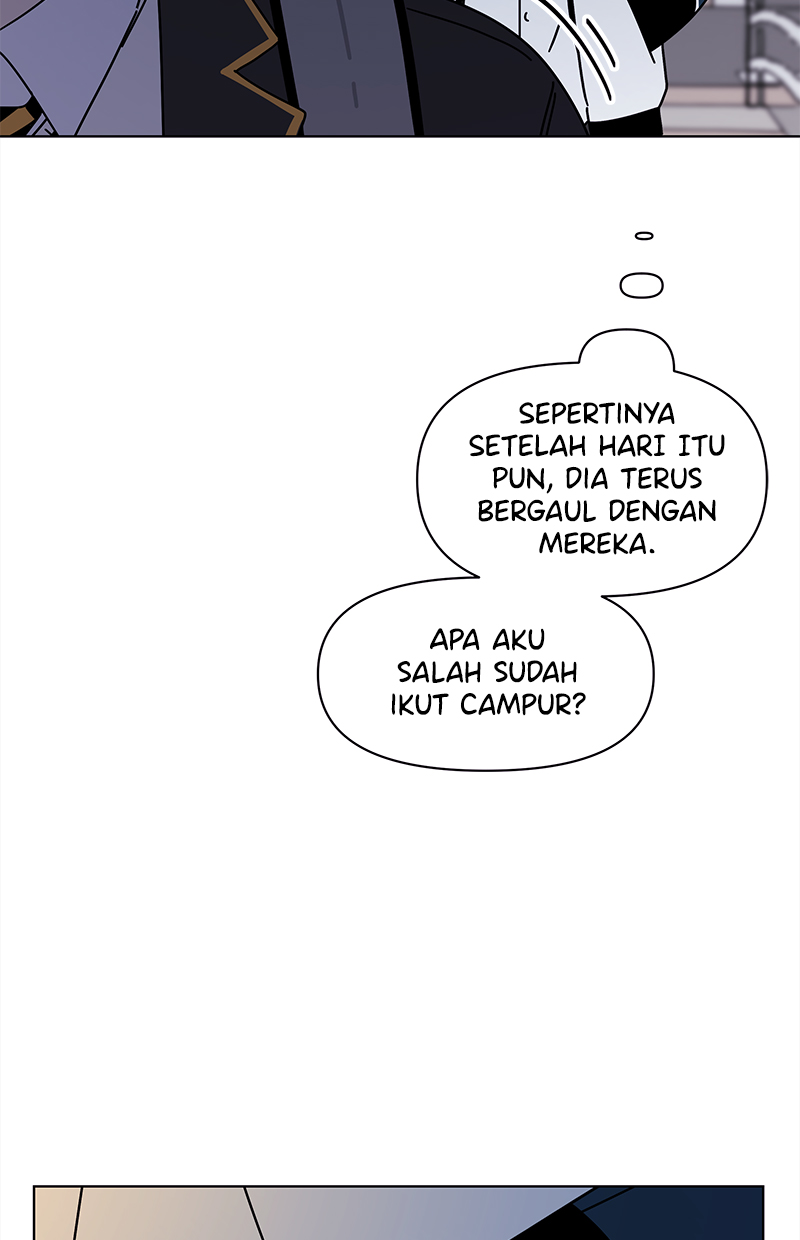 SEPERTINYA
SETELAH HARI ITU
PUN, DIA TERUS
BERGAUL DENGAN
MEREKA.
APA AKU
SALAH SUDAH
IKUT CAMPUR?